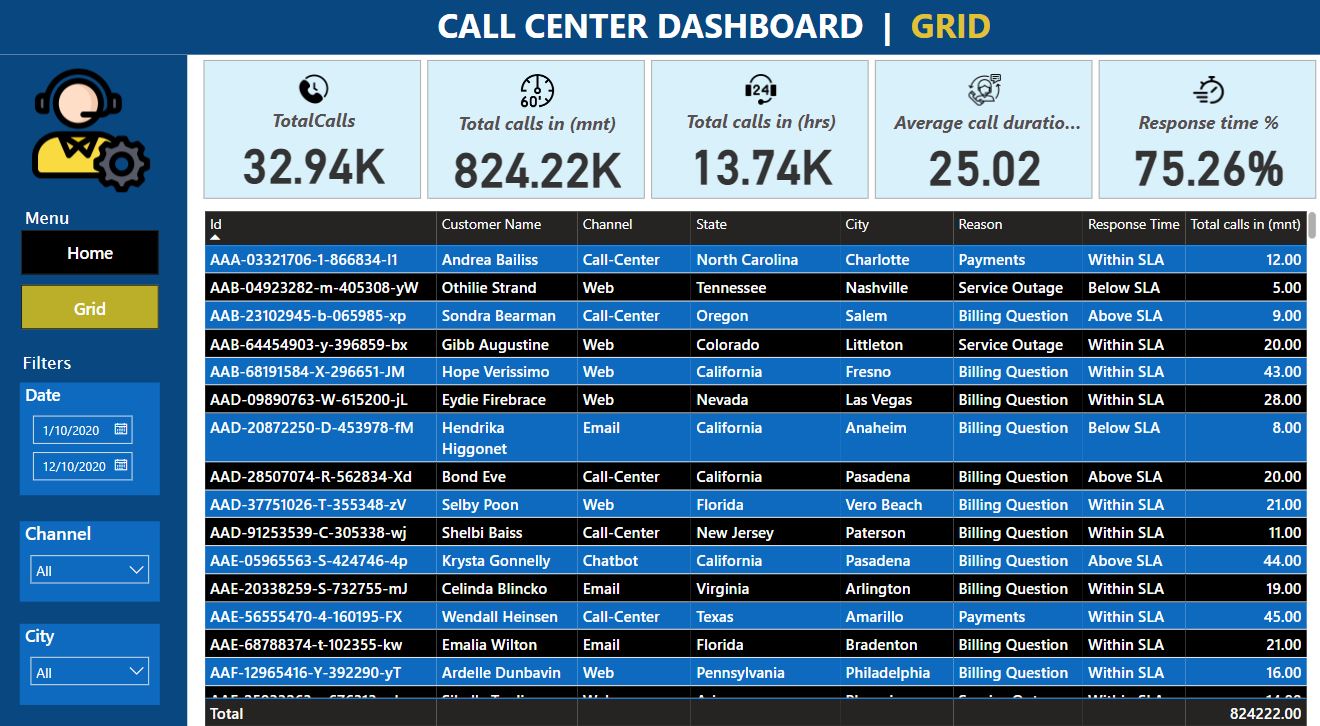 CALL CENTER DASHBOARD | GRID
Menu
Home
Grid
Filters
Date
1/10/2020
12/10/2020
Channel
All
City
All
TotalCalls
32.94K
60'
Total calls in (mnt)
824.22K
24
Total calls in (hrs)
13.74K
Average call duratio...
25.02
Response time %
75.26%
Id Customer Name Channel State City Reason Response Time Total calls in (mnt)
AAA-03321706-1-866834-I1 Andrea Bailiss Call-Center North Carolina Charlotte Payments Within SLA 12.00
AAB-04923282-m-405308-yW Othilie Strand Web Tennessee Nashville Service Outage Below SLA 5.00
AAB-23102945-b-065985-xp Sondra Bearman Call-Center Oregon Salem Billing Question Above SLA 9.00
AAB-64454903-y-396859-bx Gibb Augustine Web Colorado Littleton Service Outage Within SLA 20.00
AAB-68191584-X-296651-JM Hope Verissimo Web California Fresno Billing Question Within SLA 43.00
AAD-09890763-W-615200-jL Eydie Firebrace Web Nevada Las Vegas Billing Question Within SLA 28.00
AAD-20872250-D-453978-fM Hendrika Email California Anaheim Billing Question Below SLA 8.00
Higgonet
AAD-28507074-R-562834-Xd Bond Eve Call-Center California Pasadena Billing Question Above SLA 20.00
AAD-37751026-T-355348-zV Selby Poon Web Florida Vero Beach Billing Question Within SLA 21.00
AAD-91253539-C-305338-wj Shelbi Baiss Call-Center New Jersey Paterson Billing Question Within SLA 11.00
AAE-05965563-S-424746-4p Krysta Gonnelly Chatbot California Pasadena Billing Question Above SLA 44.00
AAE-20338259-S-732755-mJ Celinda Blincko Email Virginia Arlington Billing Question Within SLA 19.00
AAE-56555470-4-160195-FX Wendall Heinsen Call-Center Texas Amarillo Payments Within SLA 45.00
AAE-68788374-t-102355-kw Emalia Wilton Email Florida Bradenton Billing Question Within SLA 21.00
AAF-12965416-Y-392290-yT Ardelle Dunbavin Web Pennsylvania Philadelphia Billing Question Within SLA 16.00
Total 824222.00